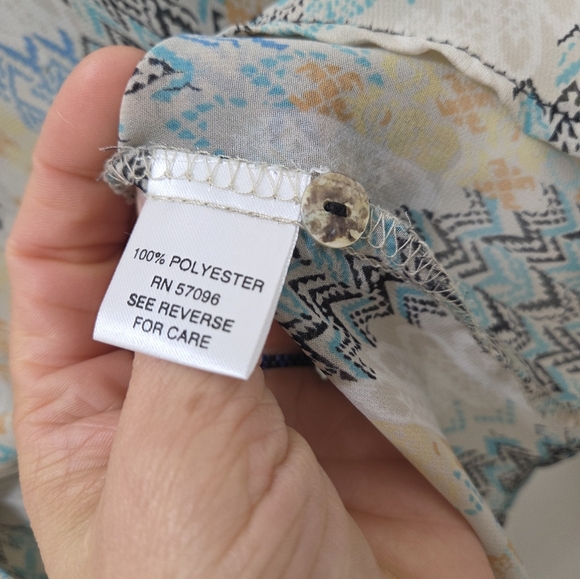 100% POLYESTER
RN 57096
SEE REVERSE
FOR CARE